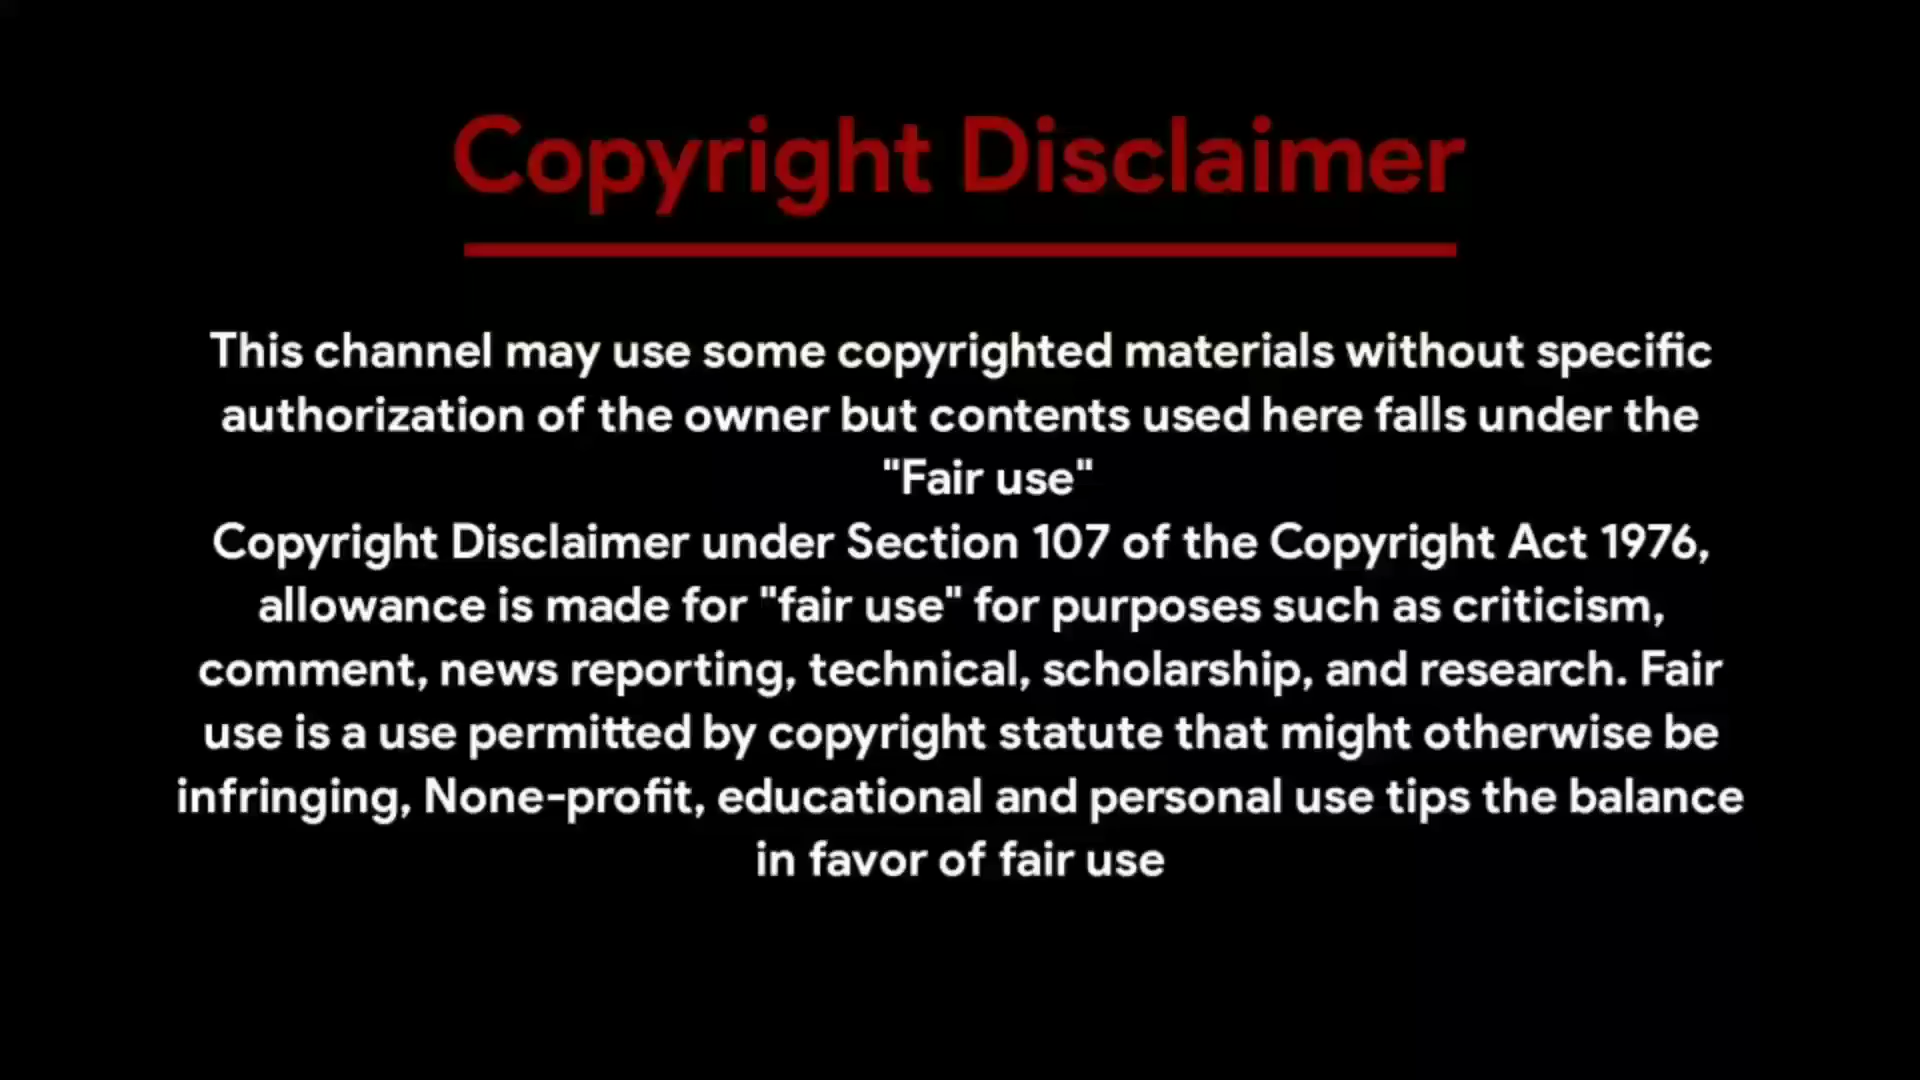 Copyright Disclaimer
This channel may use some copyrighted materials without specific
authorization of the owner but contents used here falls under the
"Fair use"
Copyright Disclaimer under Section 107 of the Copyright Act 1976,
allowance is made for "fair use" for purposes such as criticism,
comment, news reporting, technical, scholarship, and research. Fair
use is a use permitted by copyright statute that might otherwise be
infringing, None-profit, educational and personal use tips the balance
in favor of fair use